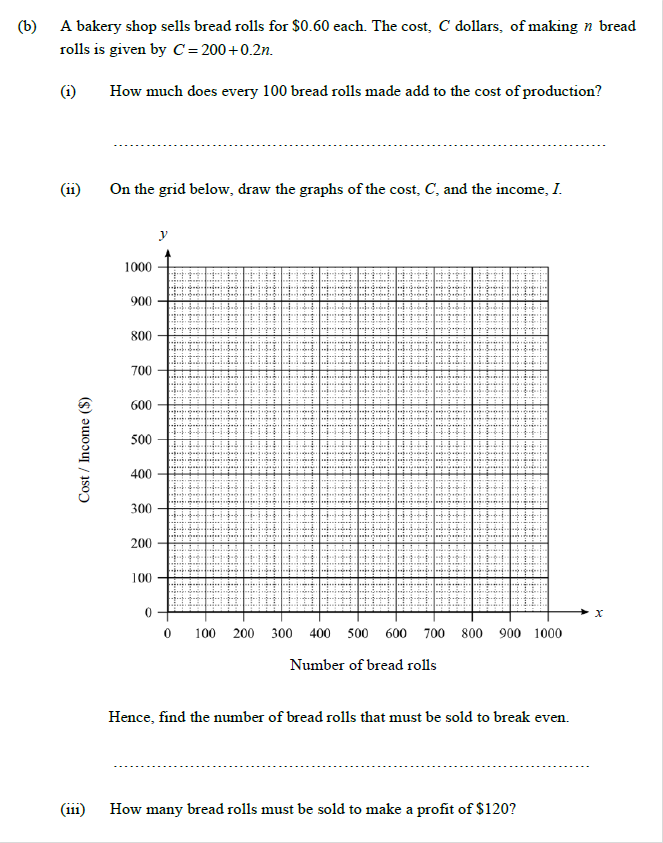 (b) A bakery shop sells bread rolls for $0.60 each. The cost, C dollars, of making n bread
rolls is given by C = 200 + 0.2n.
(i) How much does every 100 bread rolls made add to the cost of production?
(ii) On the grid below, draw the graphs of the cost, C, and the income, I.
y
1000
900
800
700
600
500
400
300
200
100
0
Cost / Income ($)
x
0 100 200 300 400 500 600 700 800 900 1000
Number of bread rolls
Hence, find the number of bread rolls that must be sold to break even.
(iii) How many bread rolls must be sold to make a profit of $120?